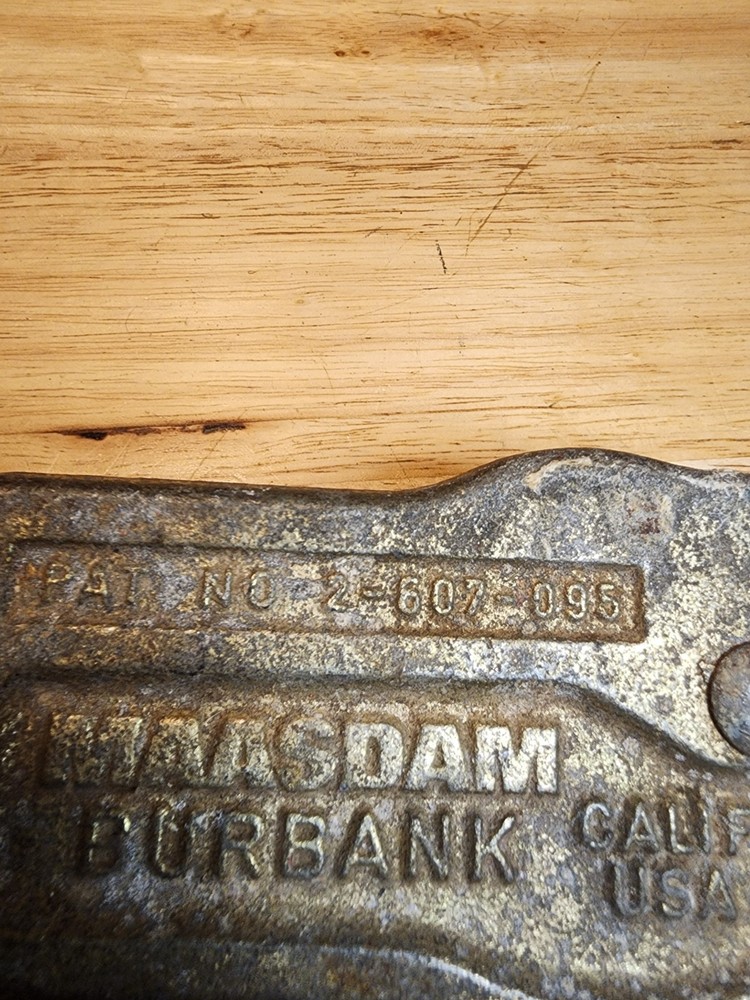 PAT. NO 2-607-095
MAASDAM
BURBANK CALIF
USA